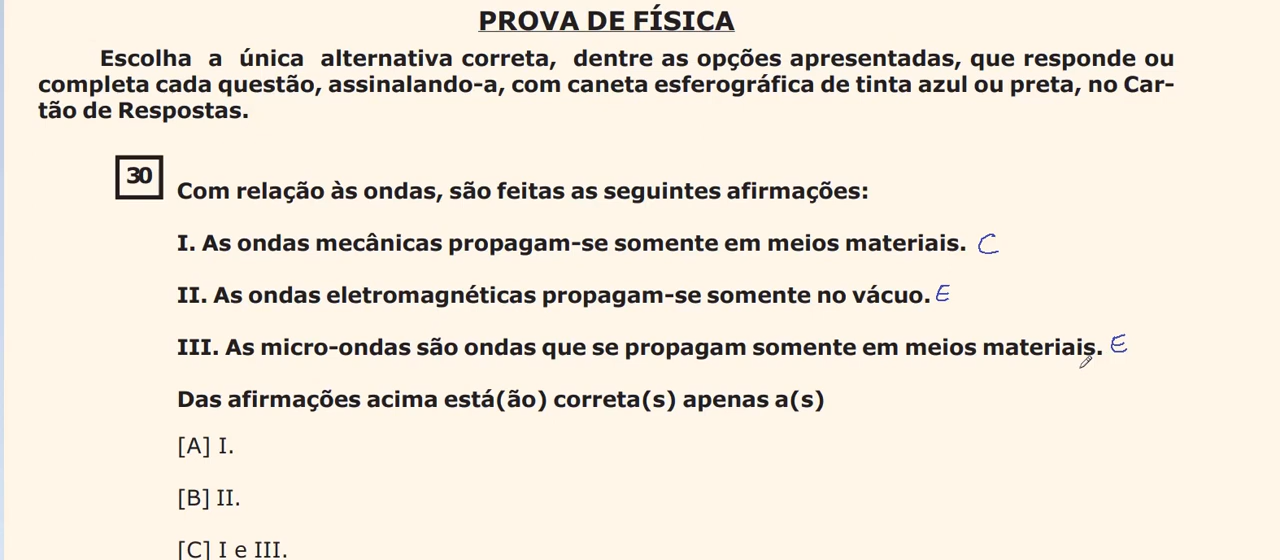 PROVA DE FÍSICA
Escolha a única alternativa correta, dentre as opções apresentadas, que responde ou
completa cada questão, assinalando-a, com caneta esferográfica de tinta azul ou preta, no Car-
tão de Respostas.
30
Com relação às ondas, são feitas as seguintes afirmações:
I. As ondas mecânicas propagam-se somente em meios materiais. C
II. As ondas eletromagnéticas propagam-se somente no vácuo. E
III. As micro-ondas são ondas que se propagam somente em meios materiais. E
Das afirmações acima está(ão) correta(s) apenas a(s)
[A] I.
[B] II.
[C] I e III.